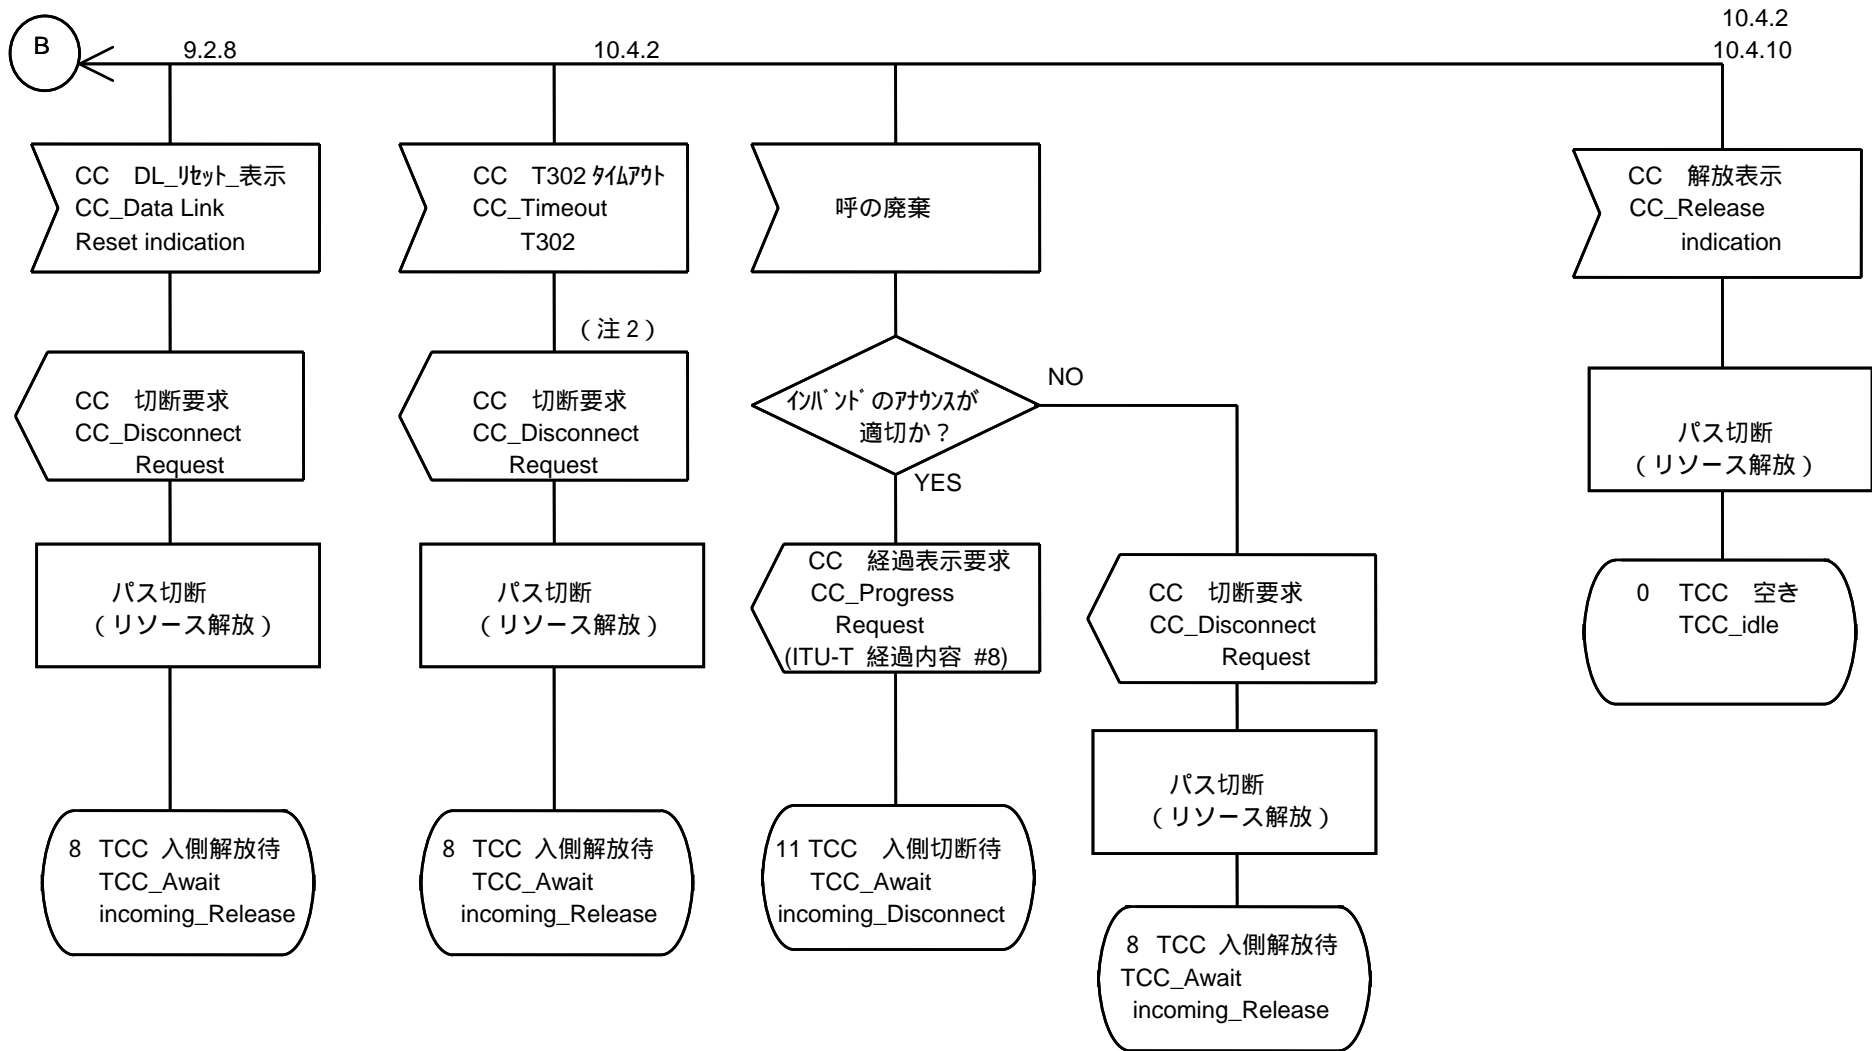 B
9.2.8
10.4.2
10.4.2
10.4.10
CC DL_ﾘｾｯﾄ_表示
CC_Data Link
Reset indication
CC 切断要求
CC_Disconnect
Request
パス切断
（リソース解放）
8 TCC 入側解放待
TCC_Await
incoming_Release
CC T302 ﾀｲﾑｱｳﾄ
CC_Timeout
T302
（注２）
CC 切断要求
CC_Disconnect
Request
パス切断
（リソース解放）
8 TCC 入側解放待
TCC_Await
incoming_Release
呼の廃棄
ｲﾝﾊﾞﾝﾄﾞのｱﾅｳﾝｽが
適切か？
YES
NO
CC 経過表示要求
CC_Progress
Request
(ITU-T 経過内容 #8)
11 TCC 入側切断待
TCC_Await
incoming_Disconnect
CC 切断要求
CC_Disconnect
Request
パス切断
（リソース解放）
8 TCC 入側解放待
TCC_Await
incoming_Release
CC 解放表示
CC_Release
indication
パス切断
（リソース解放）
0 TCC 空き
TCC_idle